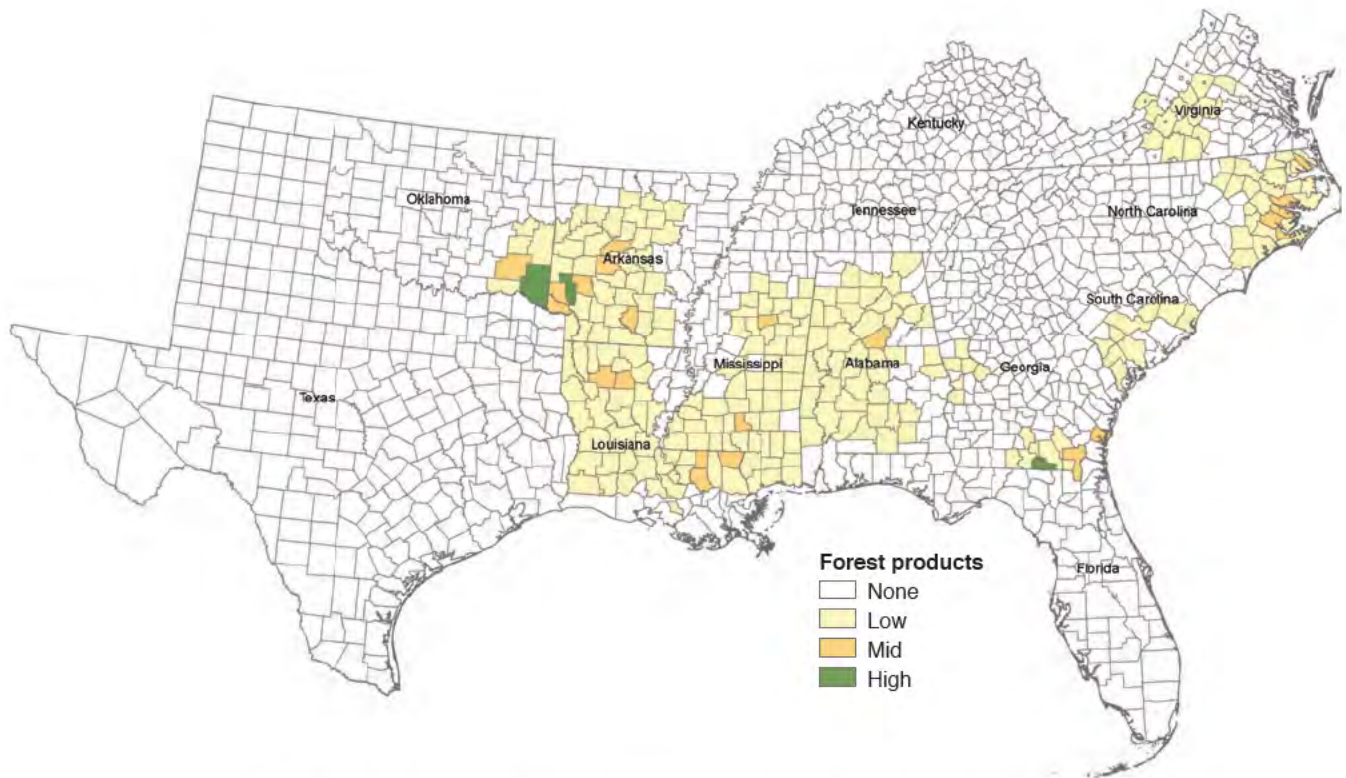 Virginia
Kentucky
Oklahoma
Tennessee
North Carolina
Arkansas
South Carolina
Mississippi
Alabama
Georgia
Texas
Louisiana
Florida
Forest products
None
Low
Mid
High